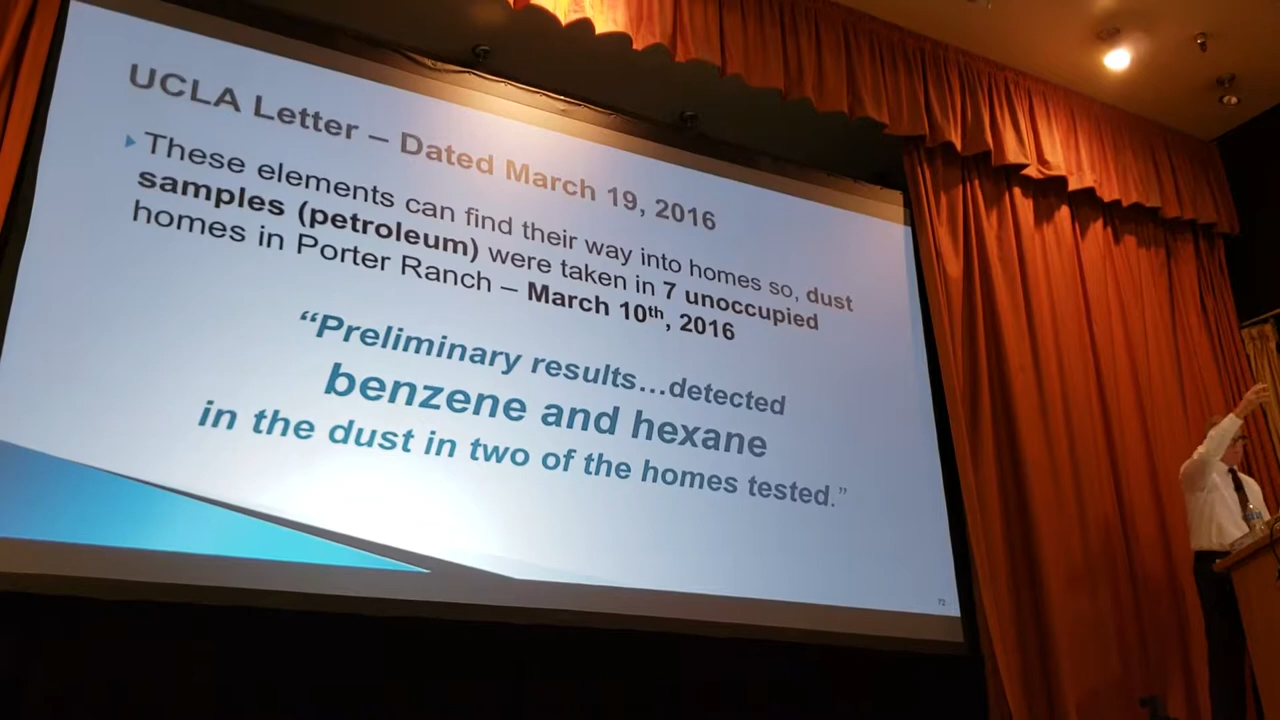 UCLA Letter – Dated March 19, 2016
These elements can find their way into homes so, dust
samples (petroleum) were taken in 7 unoccupied
homes in Porter Ranch – March 10th, 2016
“Preliminary results…detected
benzene and hexane
in the dust in two of the homes tested.”
72